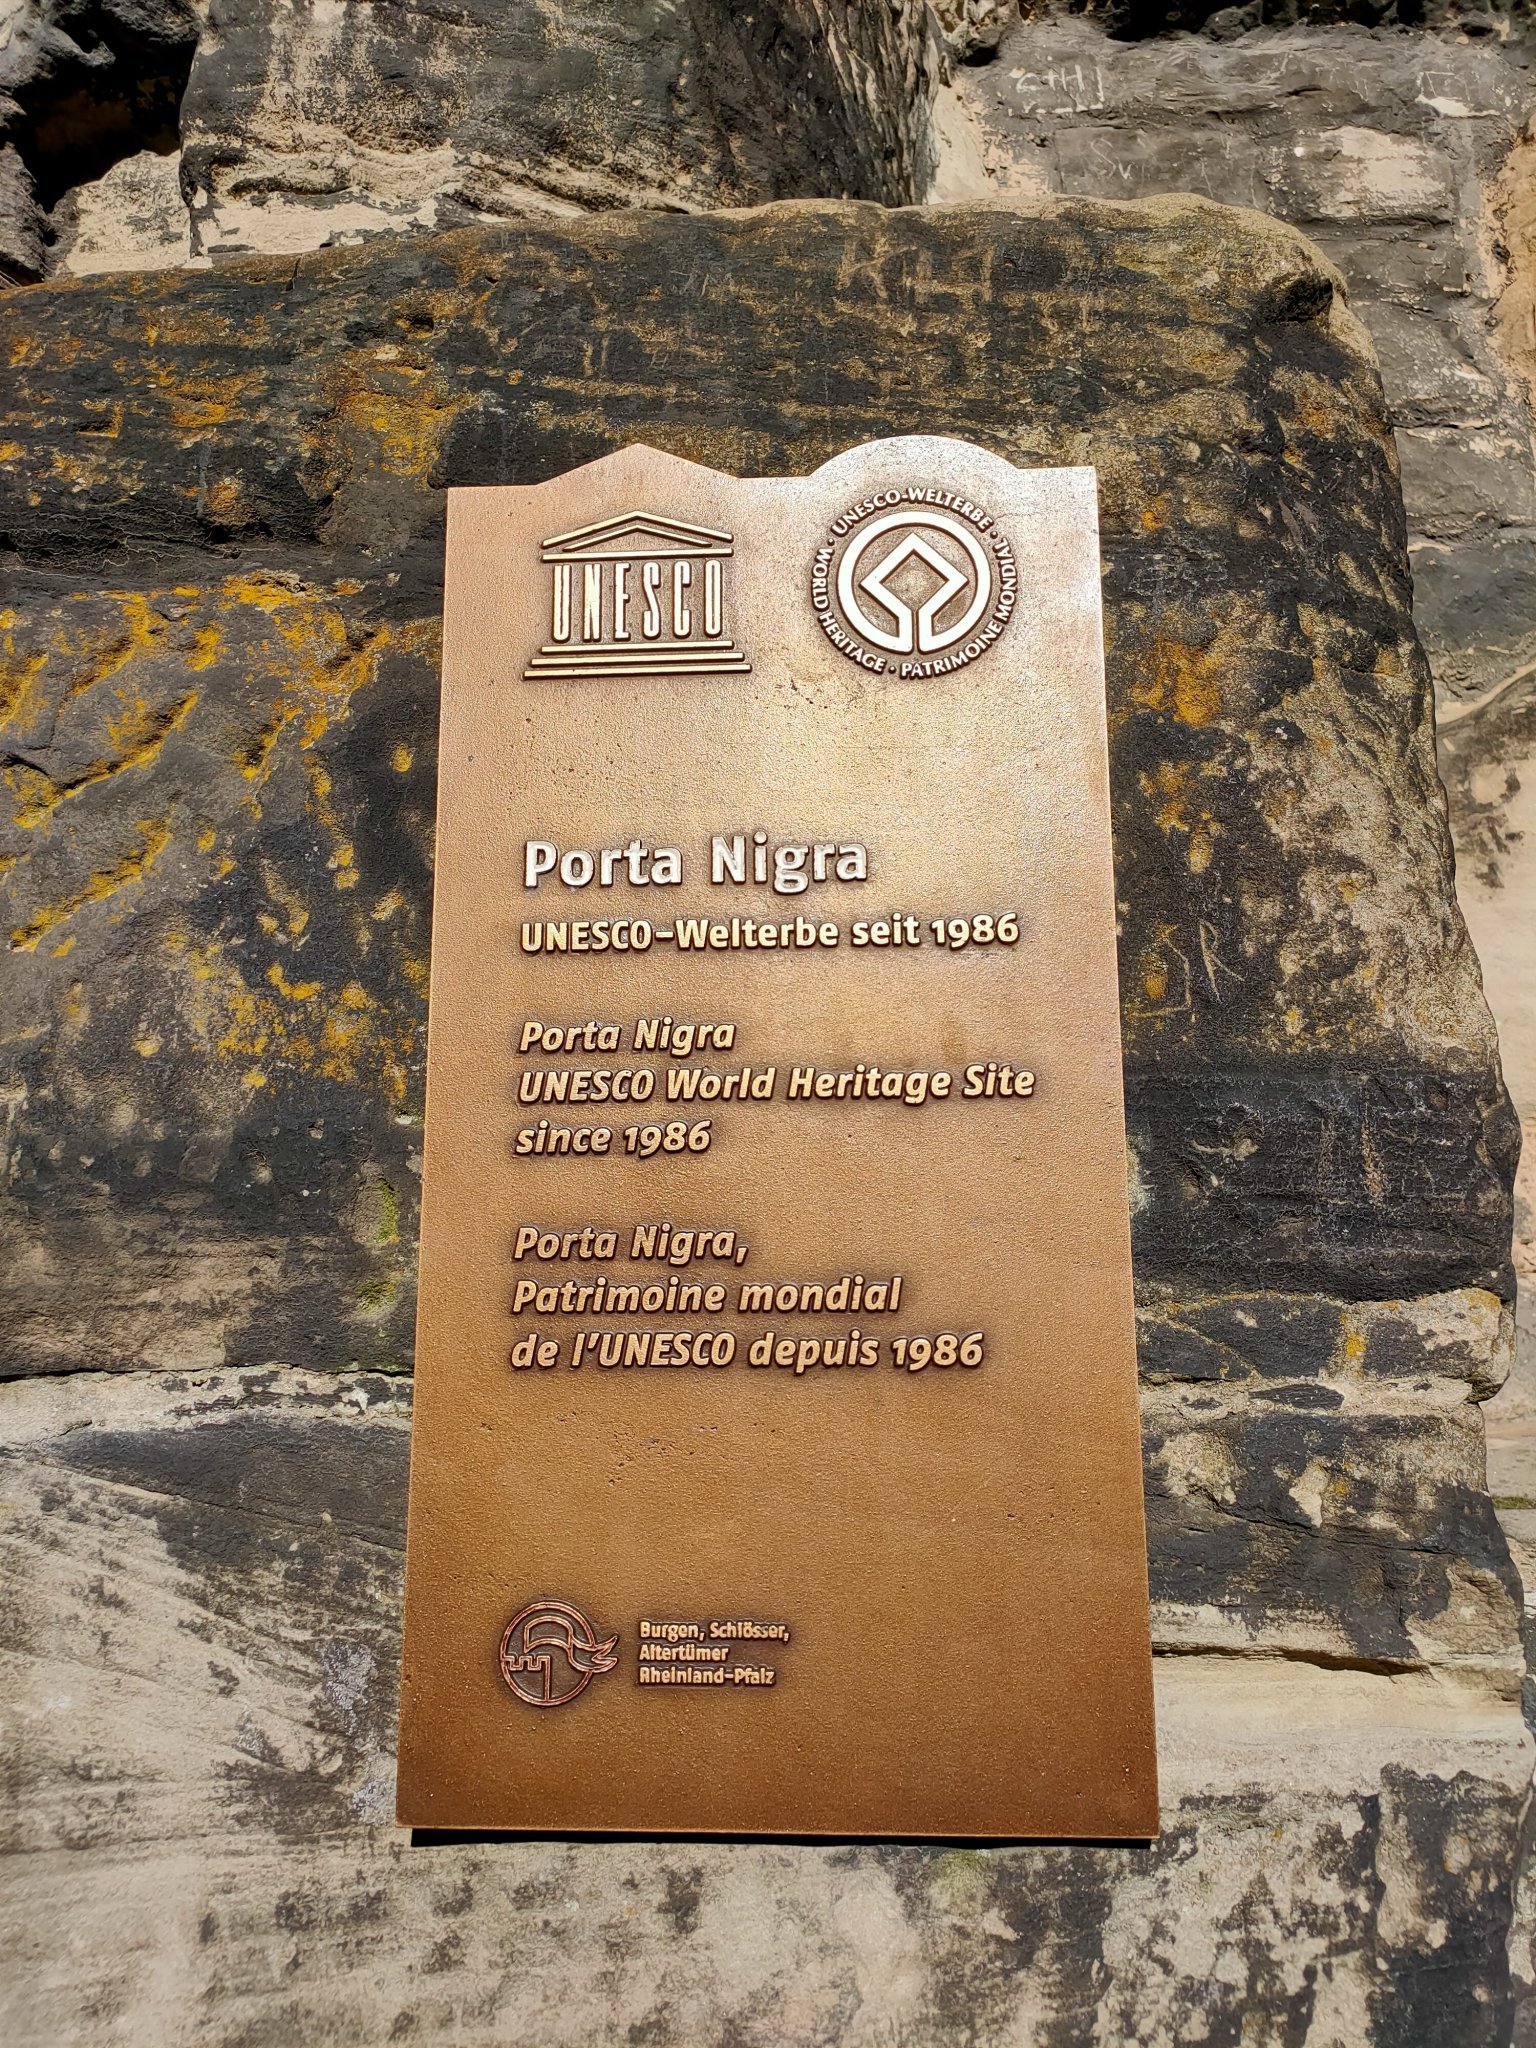 UNESCO
UNESCO-WELTERBE · WORLD HERITAGE · PATRIMOINE MONDIAL ·
Porta Nigra
UNESCO-Welterbe seit 1986
Porta Nigra
UNESCO World Heritage Site
since 1986
Porta Nigra,
Patrimoine mondial
de l'UNESCO depuis 1986
Burgen, Schlösser,
Altertümer
Rheinland-Pfalz